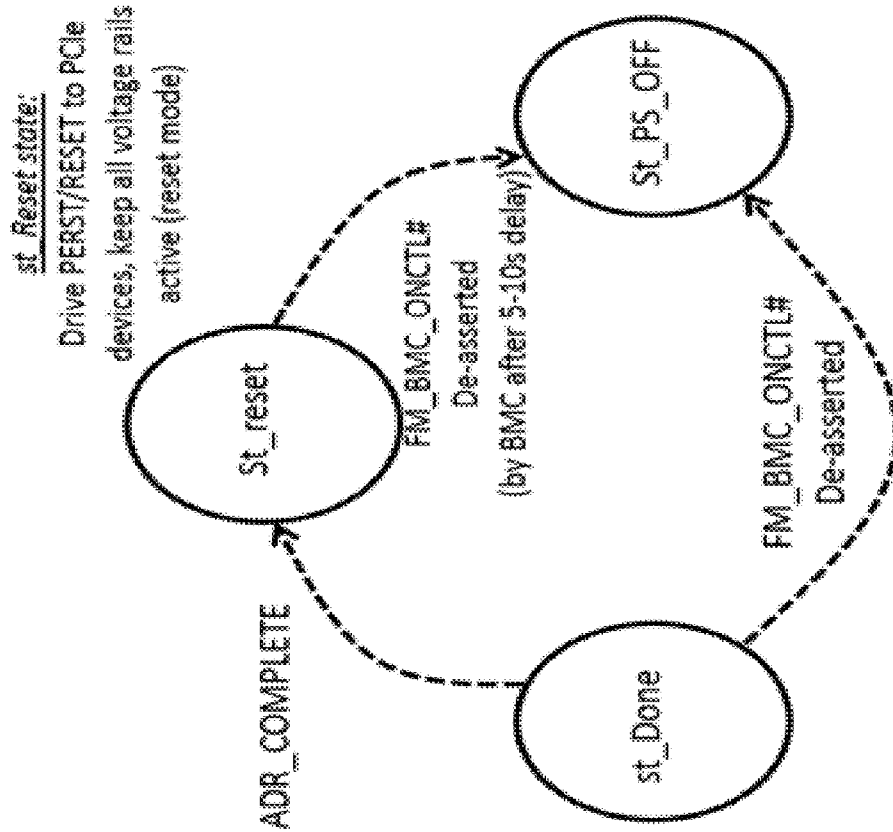 st_Reset state:
Drive PERST/RESET to PCIe
devices, keep all voltage rails
active (reset mode)
ADR_COMPLETE
St_reset
FM_BMC_ONCTL#
De-asserted
(by BMC after 5-10s delay)
st_Done
St_PS_OFF
FM_BMC_ONCTL#
De-asserted